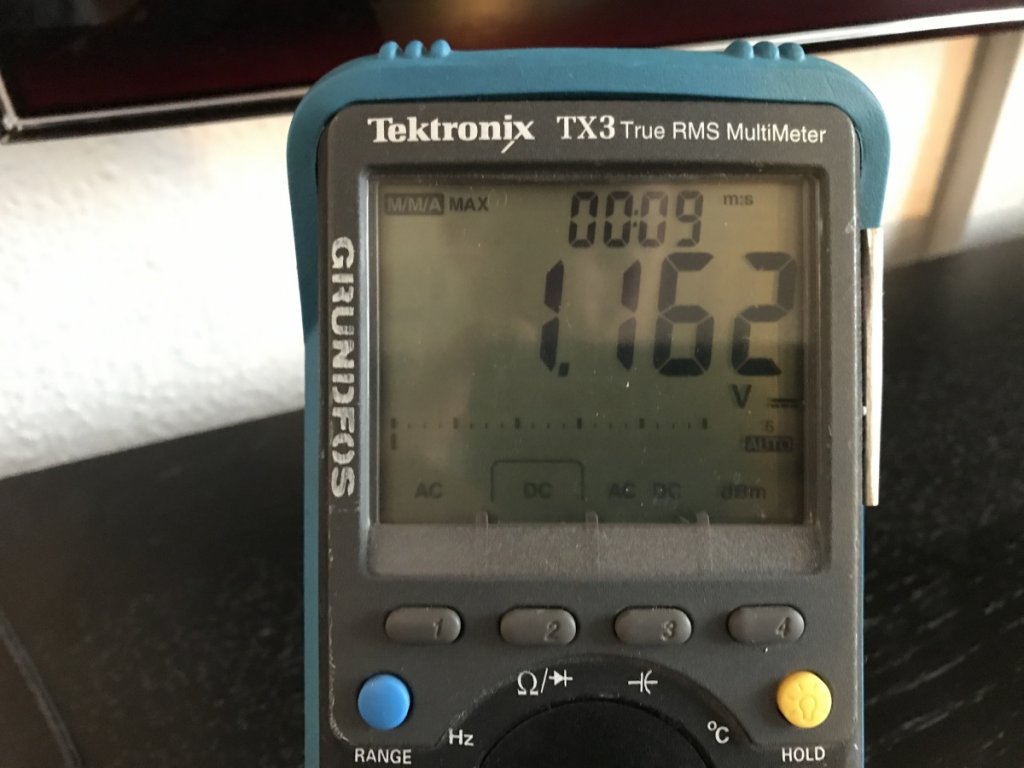 Tektronix TX3 True RMS MultiMeter
M/M/A MAX 00:09 m:s
1.162
V
6
AUTO
AC DC AC DC dBm
GRUNDFOS
1 2 3 4
Ω/
Hz
°C
RANGE
HOLD